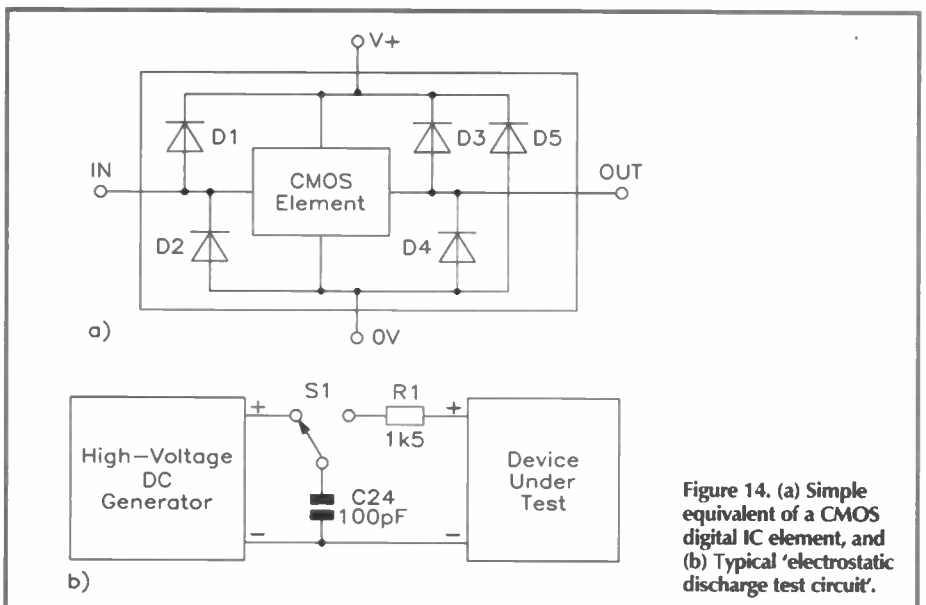 V+
D1
D3
D5
IN
CMOS
Element
OUT
D2
D4
a)
0V
S1
R1
+
+
1k5
High-Voltage
DC
Generator
C24
100pF
Device
Under
Test
−
−
b)
Figure 14. (a) Simple
equivalent of a CMOS
digital IC element, and
(b) Typical 'electrostatic
discharge test circuit'.